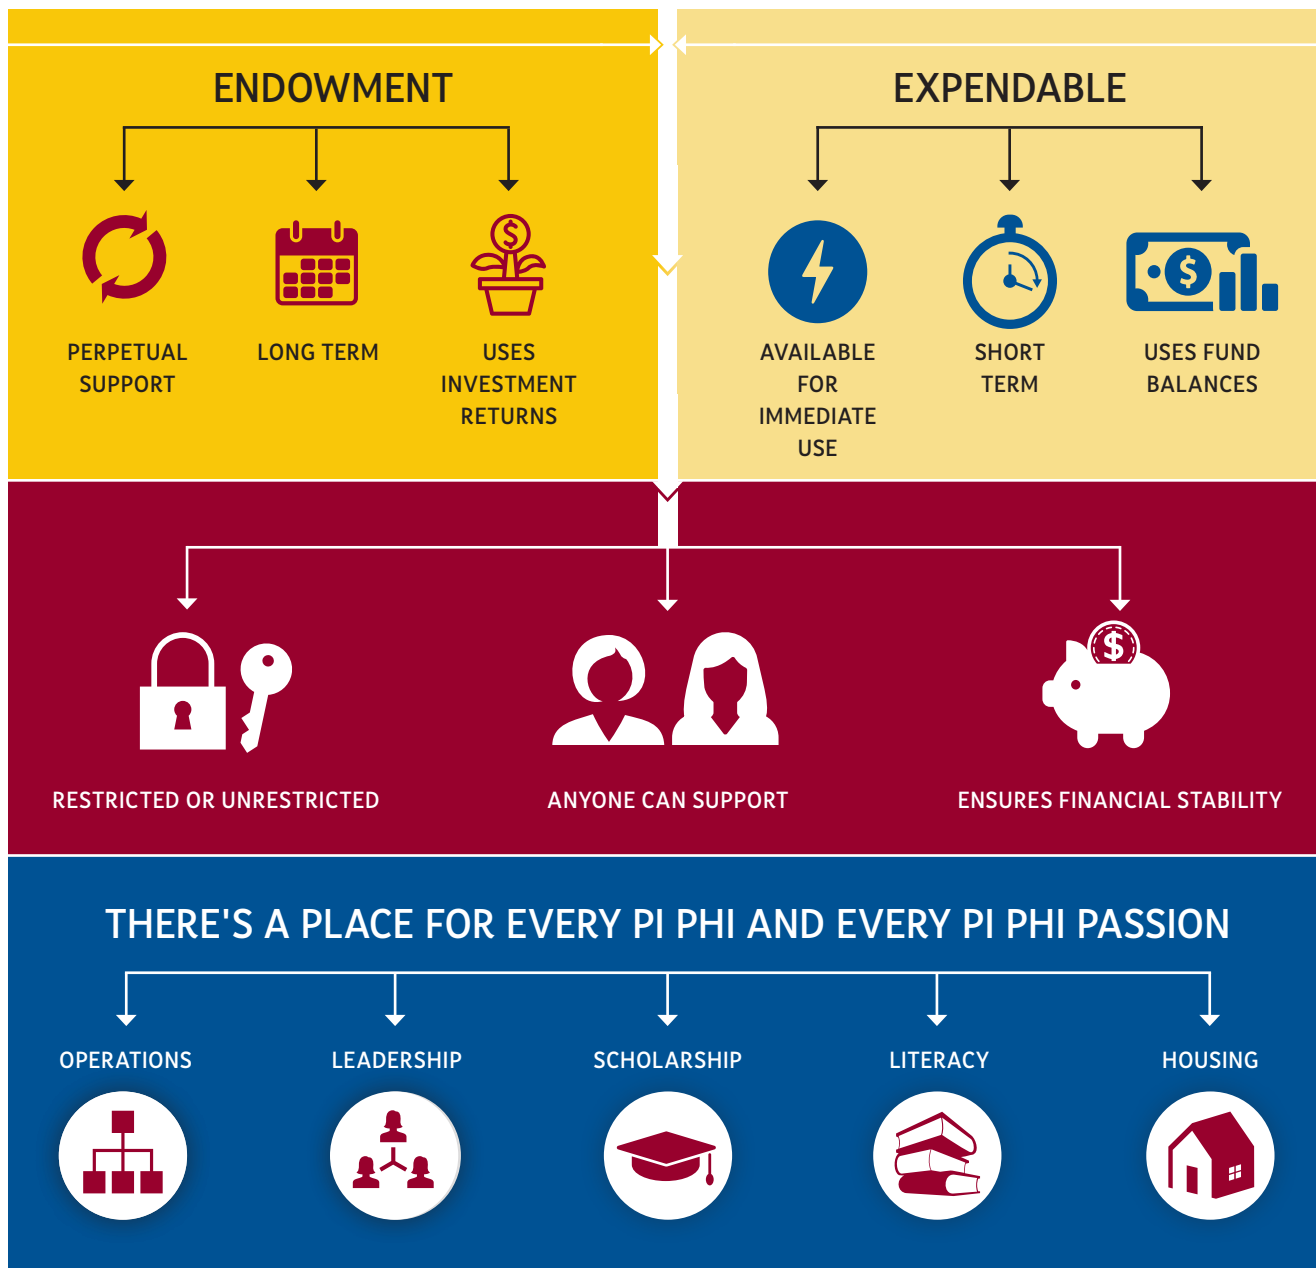 ENDOWMENT
PERPETUAL
SUPPORT
LONG TERM
USES
INVESTMENT
RETURNS
EXPENDABLE
AVAILABLE
FOR
IMMEDIATE
USE
SHORT
TERM
USES FUND
BALANCES
RESTRICTED OR UNRESTRICTED
ANYONE CAN SUPPORT
ENSURES FINANCIAL STABILITY
THERE'S A PLACE FOR EVERY PI PHI AND EVERY PI PHI PASSION
OPERATIONS
LEADERSHIP
SCHOLARSHIP
LITERACY
HOUSING